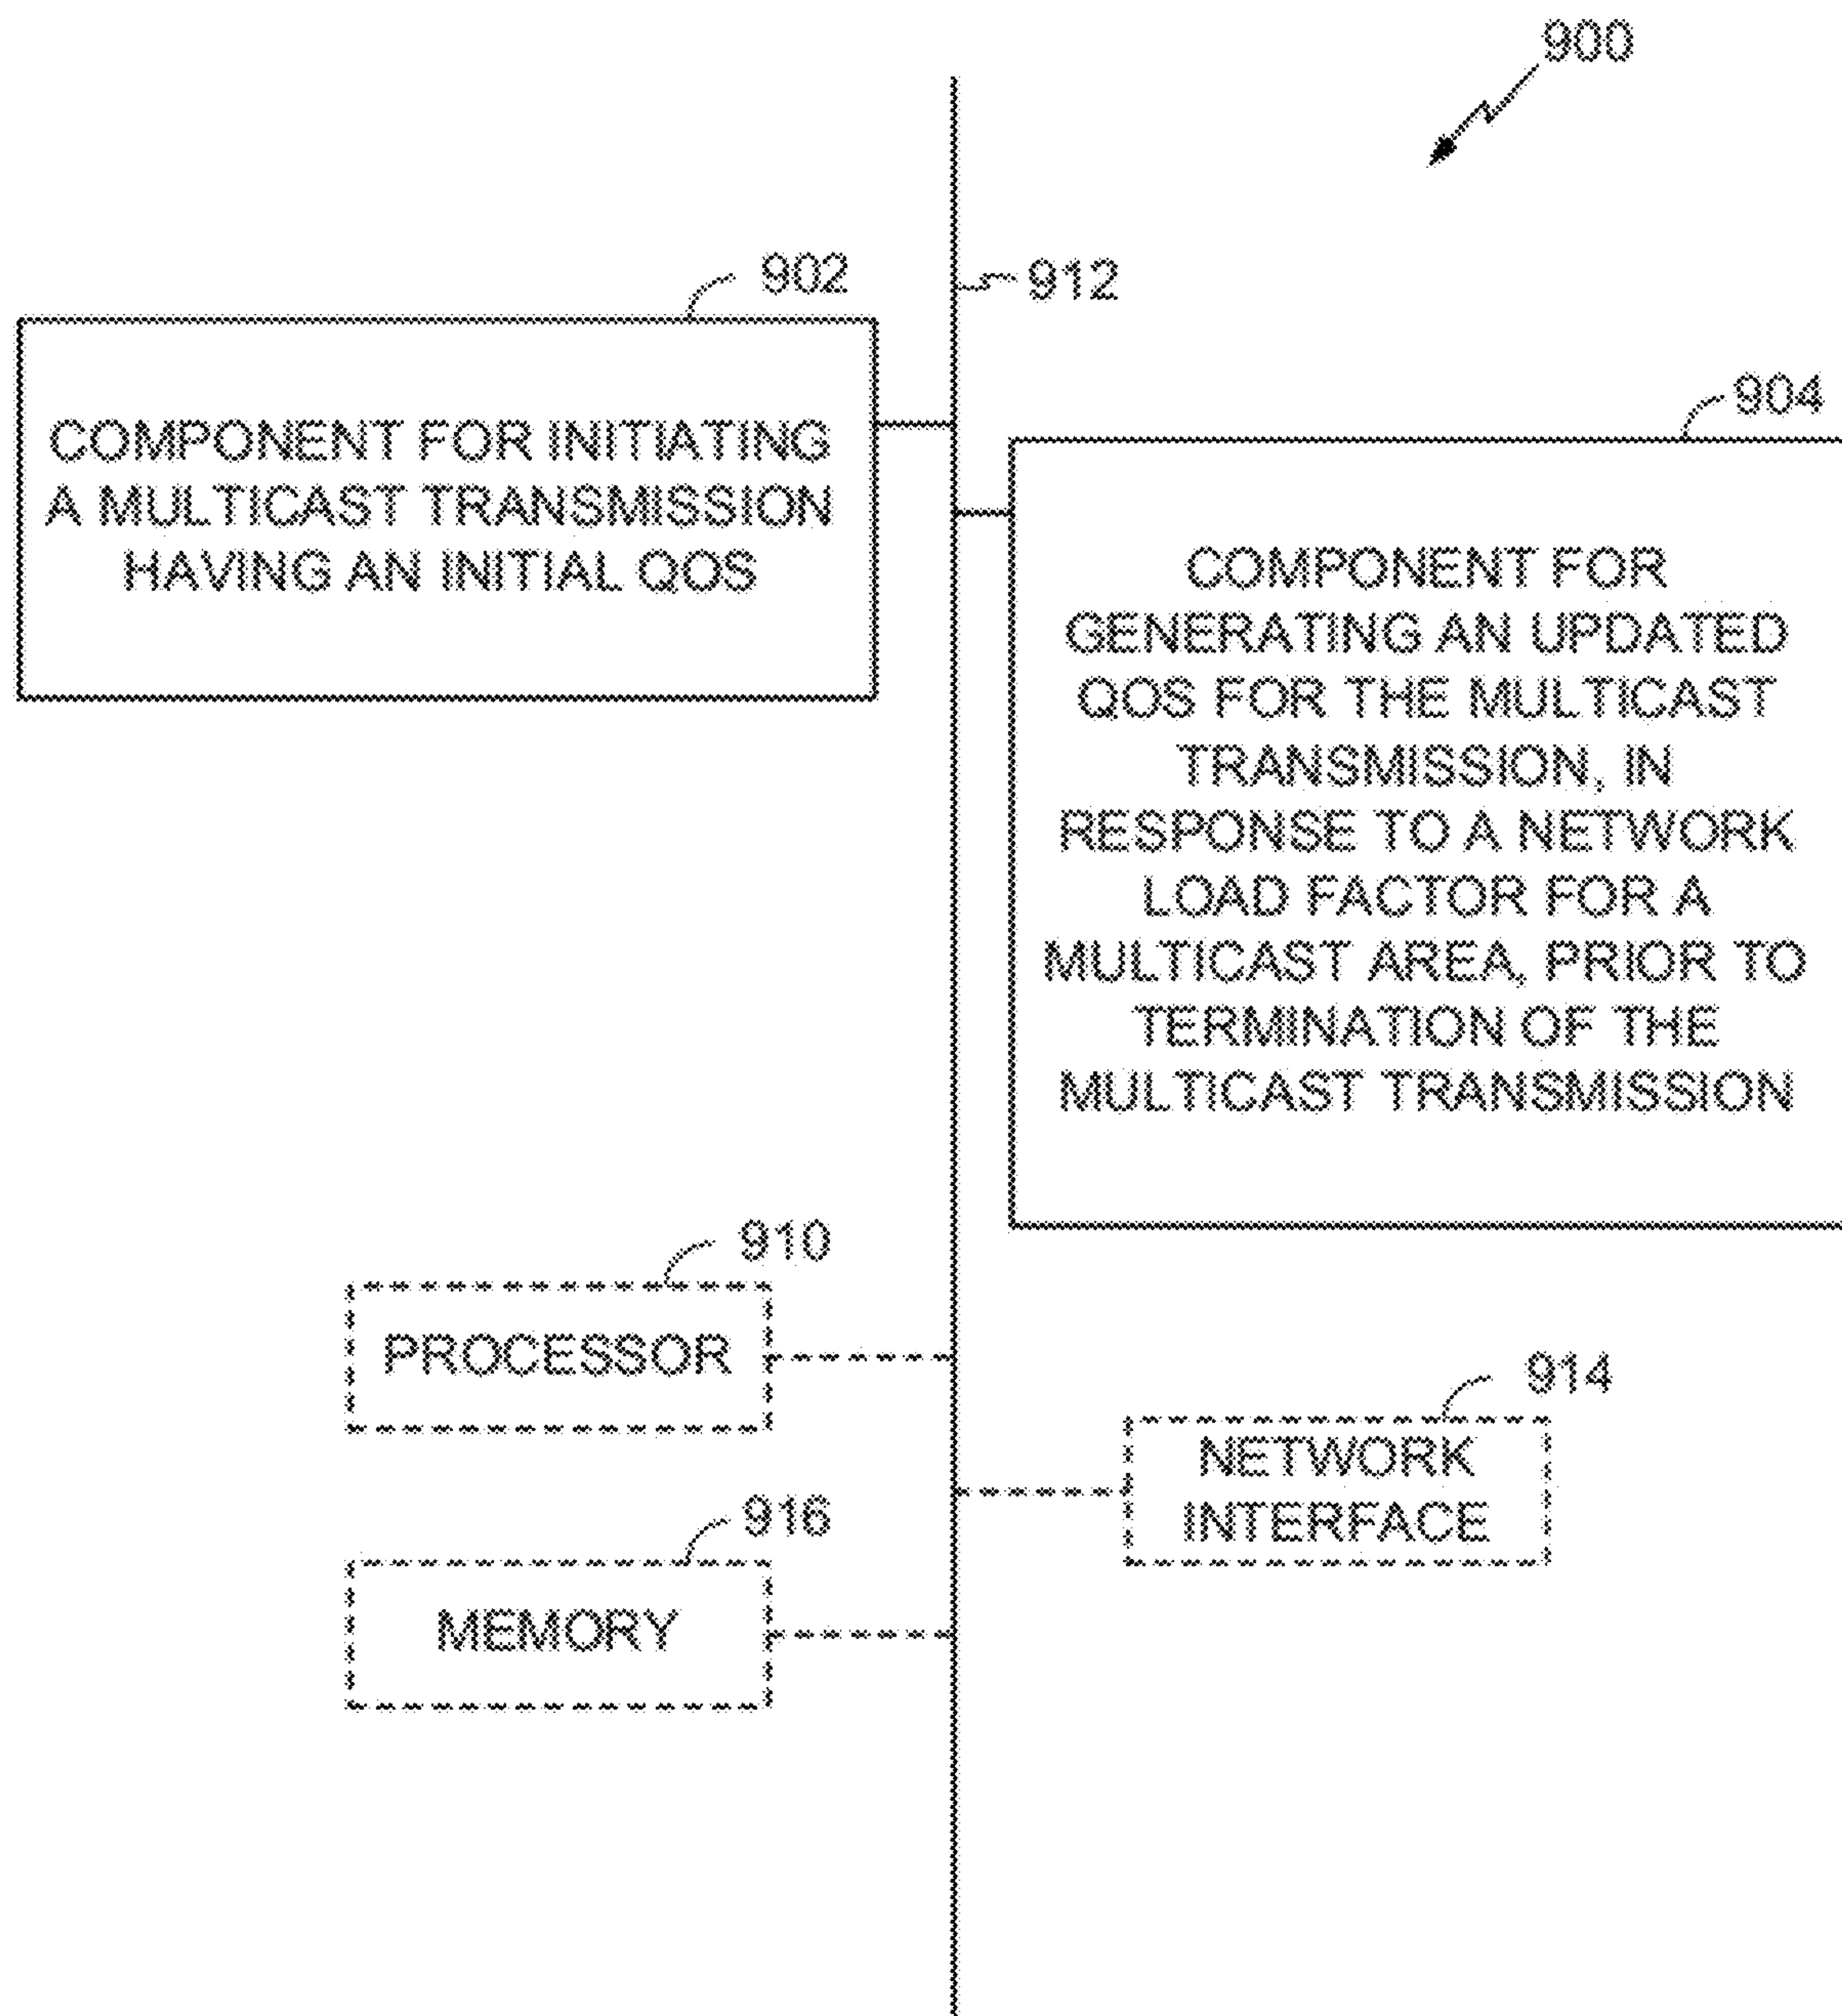 900
902
912
COMPONENT FOR INITIATING
A MULTICAST TRANSMISSION
HAVING AN INITIAL QOS
904
COMPONENT FOR
GENERATING AN UPDATED
QOS FOR THE MULTICAST
TRANSMISSION, IN
RESPONSE TO A NETWORK
LOAD FACTOR FOR A
MULTICAST AREA, PRIOR TO
TERMINATION OF THE
MULTICAST TRANSMISSION
910
PROCESSOR
914
NETWORK
INTERFACE
916
MEMORY